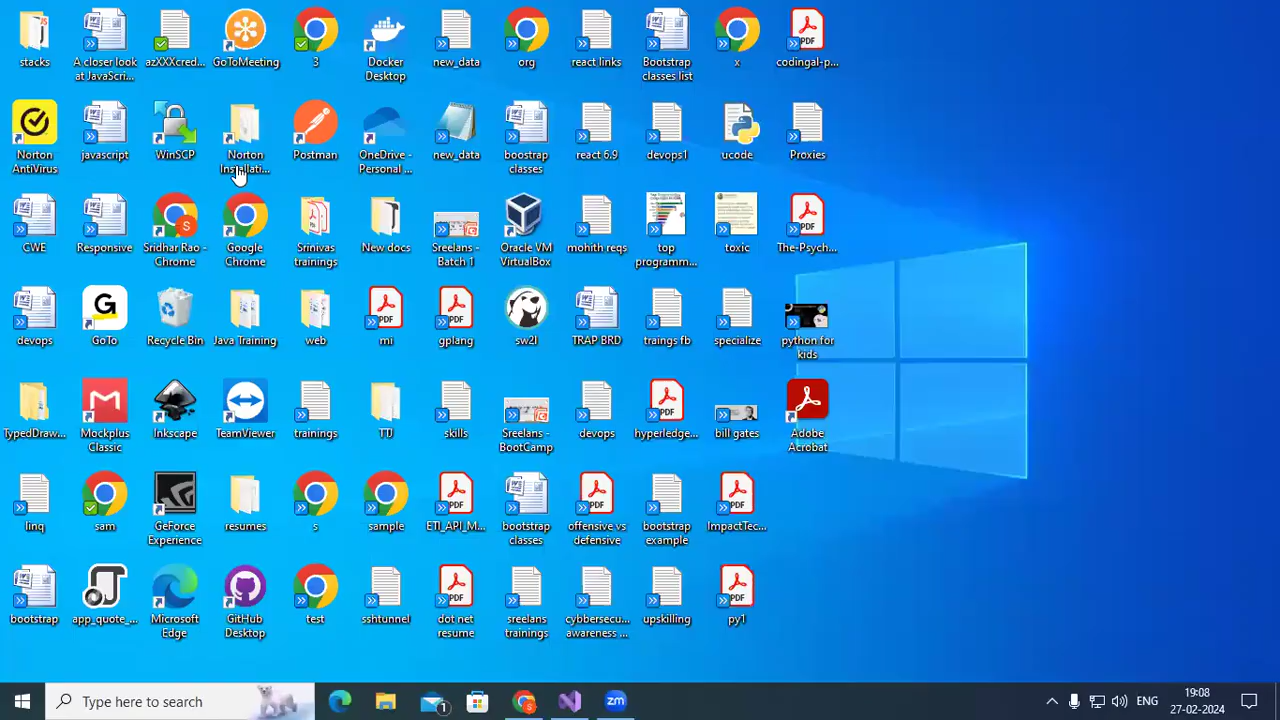 stacks
A closer look
at JavaScri...
azXXXcred...
GoToMeeting
3
Docker
Desktop
new_data
org
react links
Bootstrap
classes list
x
codingal-p...
Norton
AntiVirus
javascript
WinSCP
Norton
Installati...
Postman
OneDrive -
Personal ...
new_data
boostrap
classes
react 6.9
devops1
ucode
Proxies
CWE
Responsive
Sridhar Rao -
Chrome
Google
Chrome
Srinivas
trainings
New docs
Sreelans -
Batch 1
Oracle VM
VirtualBox
mohith reqs
top
programm...
toxic
The-Psych...
devops
GoTo
Recycle Bin
Java Training
web
mi
gplang
sw2l
TRAP BRD
traings fb
specialize
python for
kids
TypedDraw...
Mockplus
Classic
Inkscape
TeamViewer
trainings
TTJ
skills
Sreelans -
BootCamp
devops
hyperledge...
bill gates
Adobe
Acrobat
linq
sam
GeForce
Experience
resumes
s
sample
ETI_API_M...
bootstrap
classes
offensive vs
defensive
bootstrap
example
ImpactTec...
bootstrap
app_quote_...
Microsoft
Edge
GitHub
Desktop
test
sshtunnel
dot net
resume
sreelans
trainings
cybbersecu...
awareness ...
upskilling
py1
Type here to search
ENG
19:08
27-02-2024